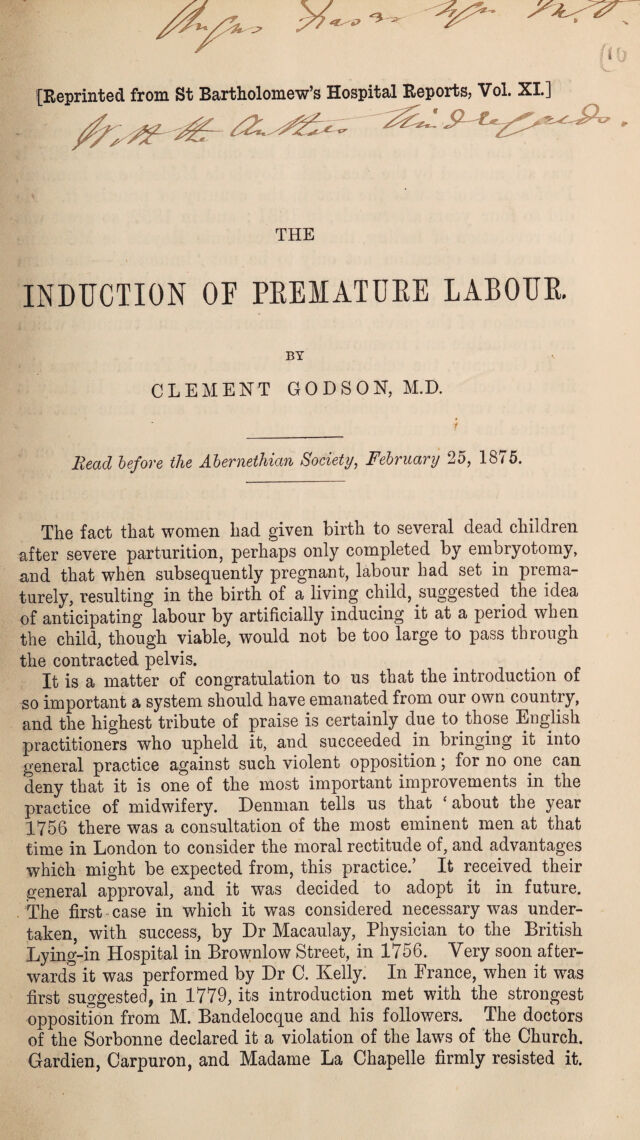 Angus Fraser Esqr M.D.
(10
[Reprinted from St Bartholomew's Hospital Reports, Vol. XI.]
With the Authors kind regards.
THE
INDUCTION OF PREMATURE LABOUR.
BY
CLEMENT GODSON, M.D.
Read before the Abernethian Society, February 25, 1875.
The fact that women had given birth to several dead children
after severe parturition, perhaps only completed by embryotomy,
and that when subsequently pregnant, labour had set in prema-
turely, resulting in the birth of a living child, suggested the idea
of anticipating labour by artificially inducing it at a period when
the child, though viable, would not be too large to pass through
the contracted pelvis.
It is a matter of congratulation to us that the introduction of
so important a system should have emanated from our own country,
and the highest tribute of praise is certainly due to those English
practitioners who upheld it, and succeeded in bringing it into
general practice against such violent opposition; for no one can
deny that it is one of the most important improvements in the
practice of midwifery. Denman tells us that ‘about the year
1756 there was a consultation of the most eminent men at that
time in London to consider the moral rectitude of, and advantages
which might be expected from, this practice.’ It received their
general approval, and it was decided to adopt it in future.
The first case in which it was considered necessary was under-
taken, with success, by Dr Macaulay, Physician to the British
Lying-in Hospital in Brownlow Street, in 1756. Very soon after-
wards it was performed by Dr C. Kelly. In France, when it was
first suggested, in 1779, its introduction met with the strongest
opposition from M. Bandelocque and his followers. The doctors
of the Sorbonne declared it a violation of the laws of the Church.
Gardien, Carpuron, and Madame La Chapelle firmly resisted it.